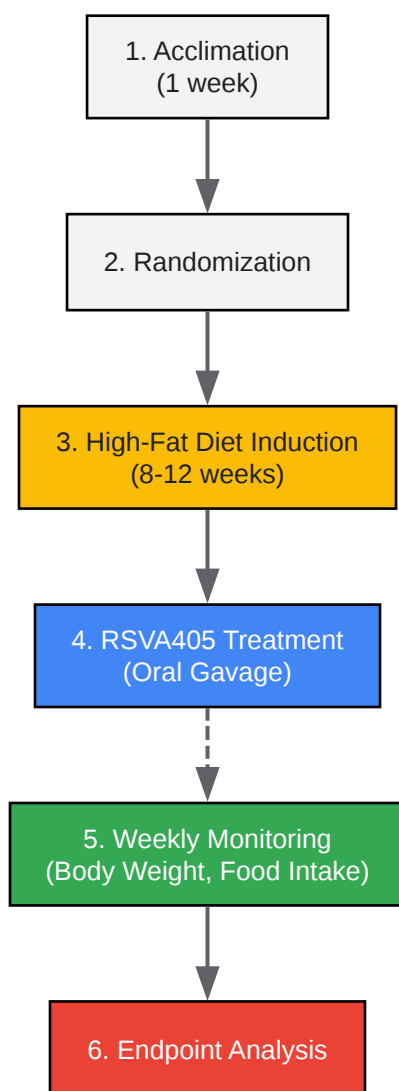 1. Acclimation
(1 week)
2. Randomization
3. High-Fat Diet Induction
(8-12 weeks)
4. RSVA405 Treatment
(Oral Gavage)
5. Weekly Monitoring
(Body Weight, Food Intake)
6. Endpoint Analysis